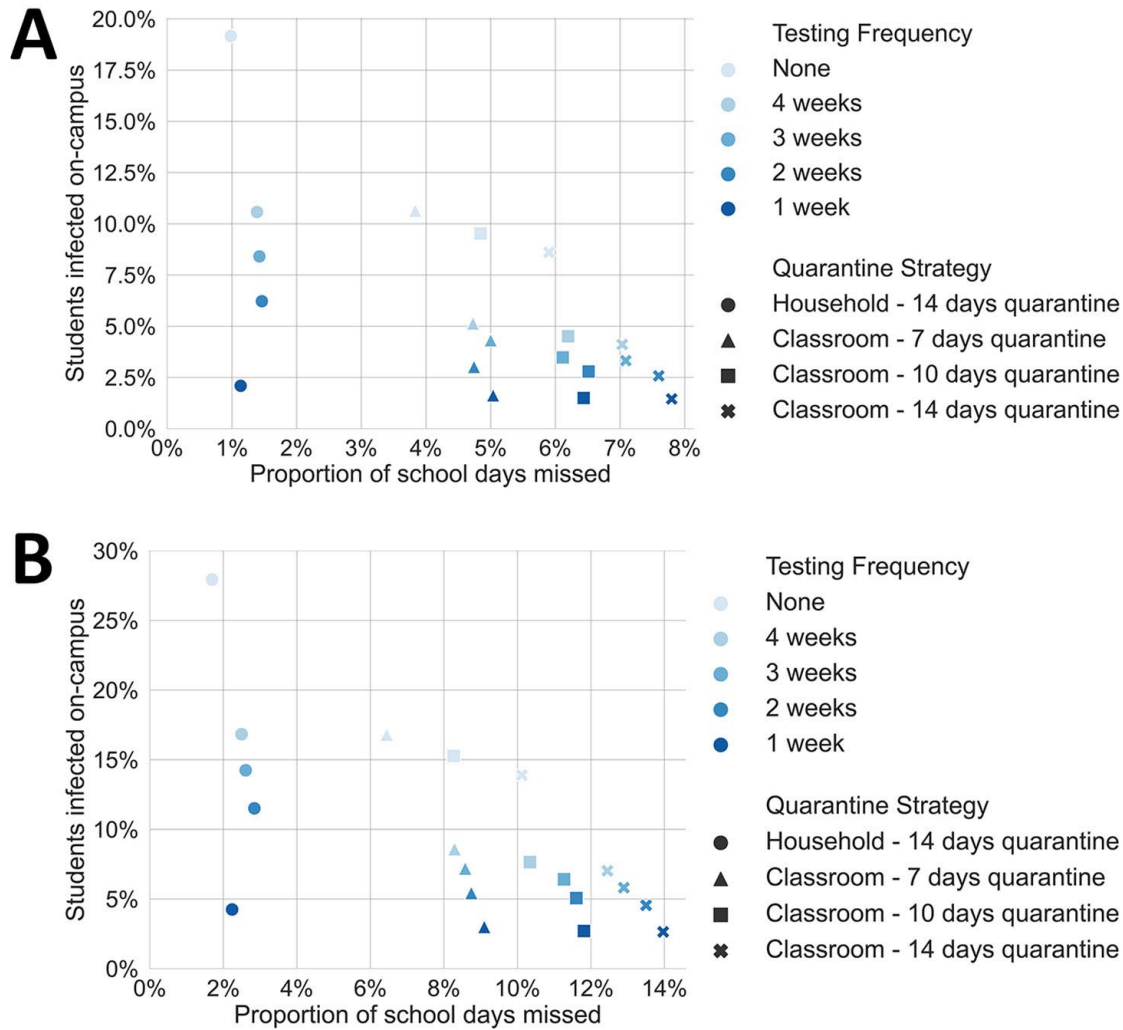 A
20.0%
17.5%
15.0%
12.5%
10.0%
7.5%
5.0%
2.5%
0.0%
Students infected on-campus
0% 1% 2% 3% 4% 5% 6% 7% 8%
Proportion of school days missed
Testing Frequency
None
4 weeks
3 weeks
2 weeks
1 week
Quarantine Strategy
Household - 14 days quarantine
Classroom - 7 days quarantine
Classroom - 10 days quarantine
Classroom - 14 days quarantine
B
30%
25%
20%
15%
10%
5%
0%
Students infected on-campus
0% 2% 4% 6% 8% 10% 12% 14%
Proportion of school days missed
Testing Frequency
None
4 weeks
3 weeks
2 weeks
1 week
Quarantine Strategy
Household - 14 days quarantine
Classroom - 7 days quarantine
Classroom - 10 days quarantine
Classroom - 14 days quarantine